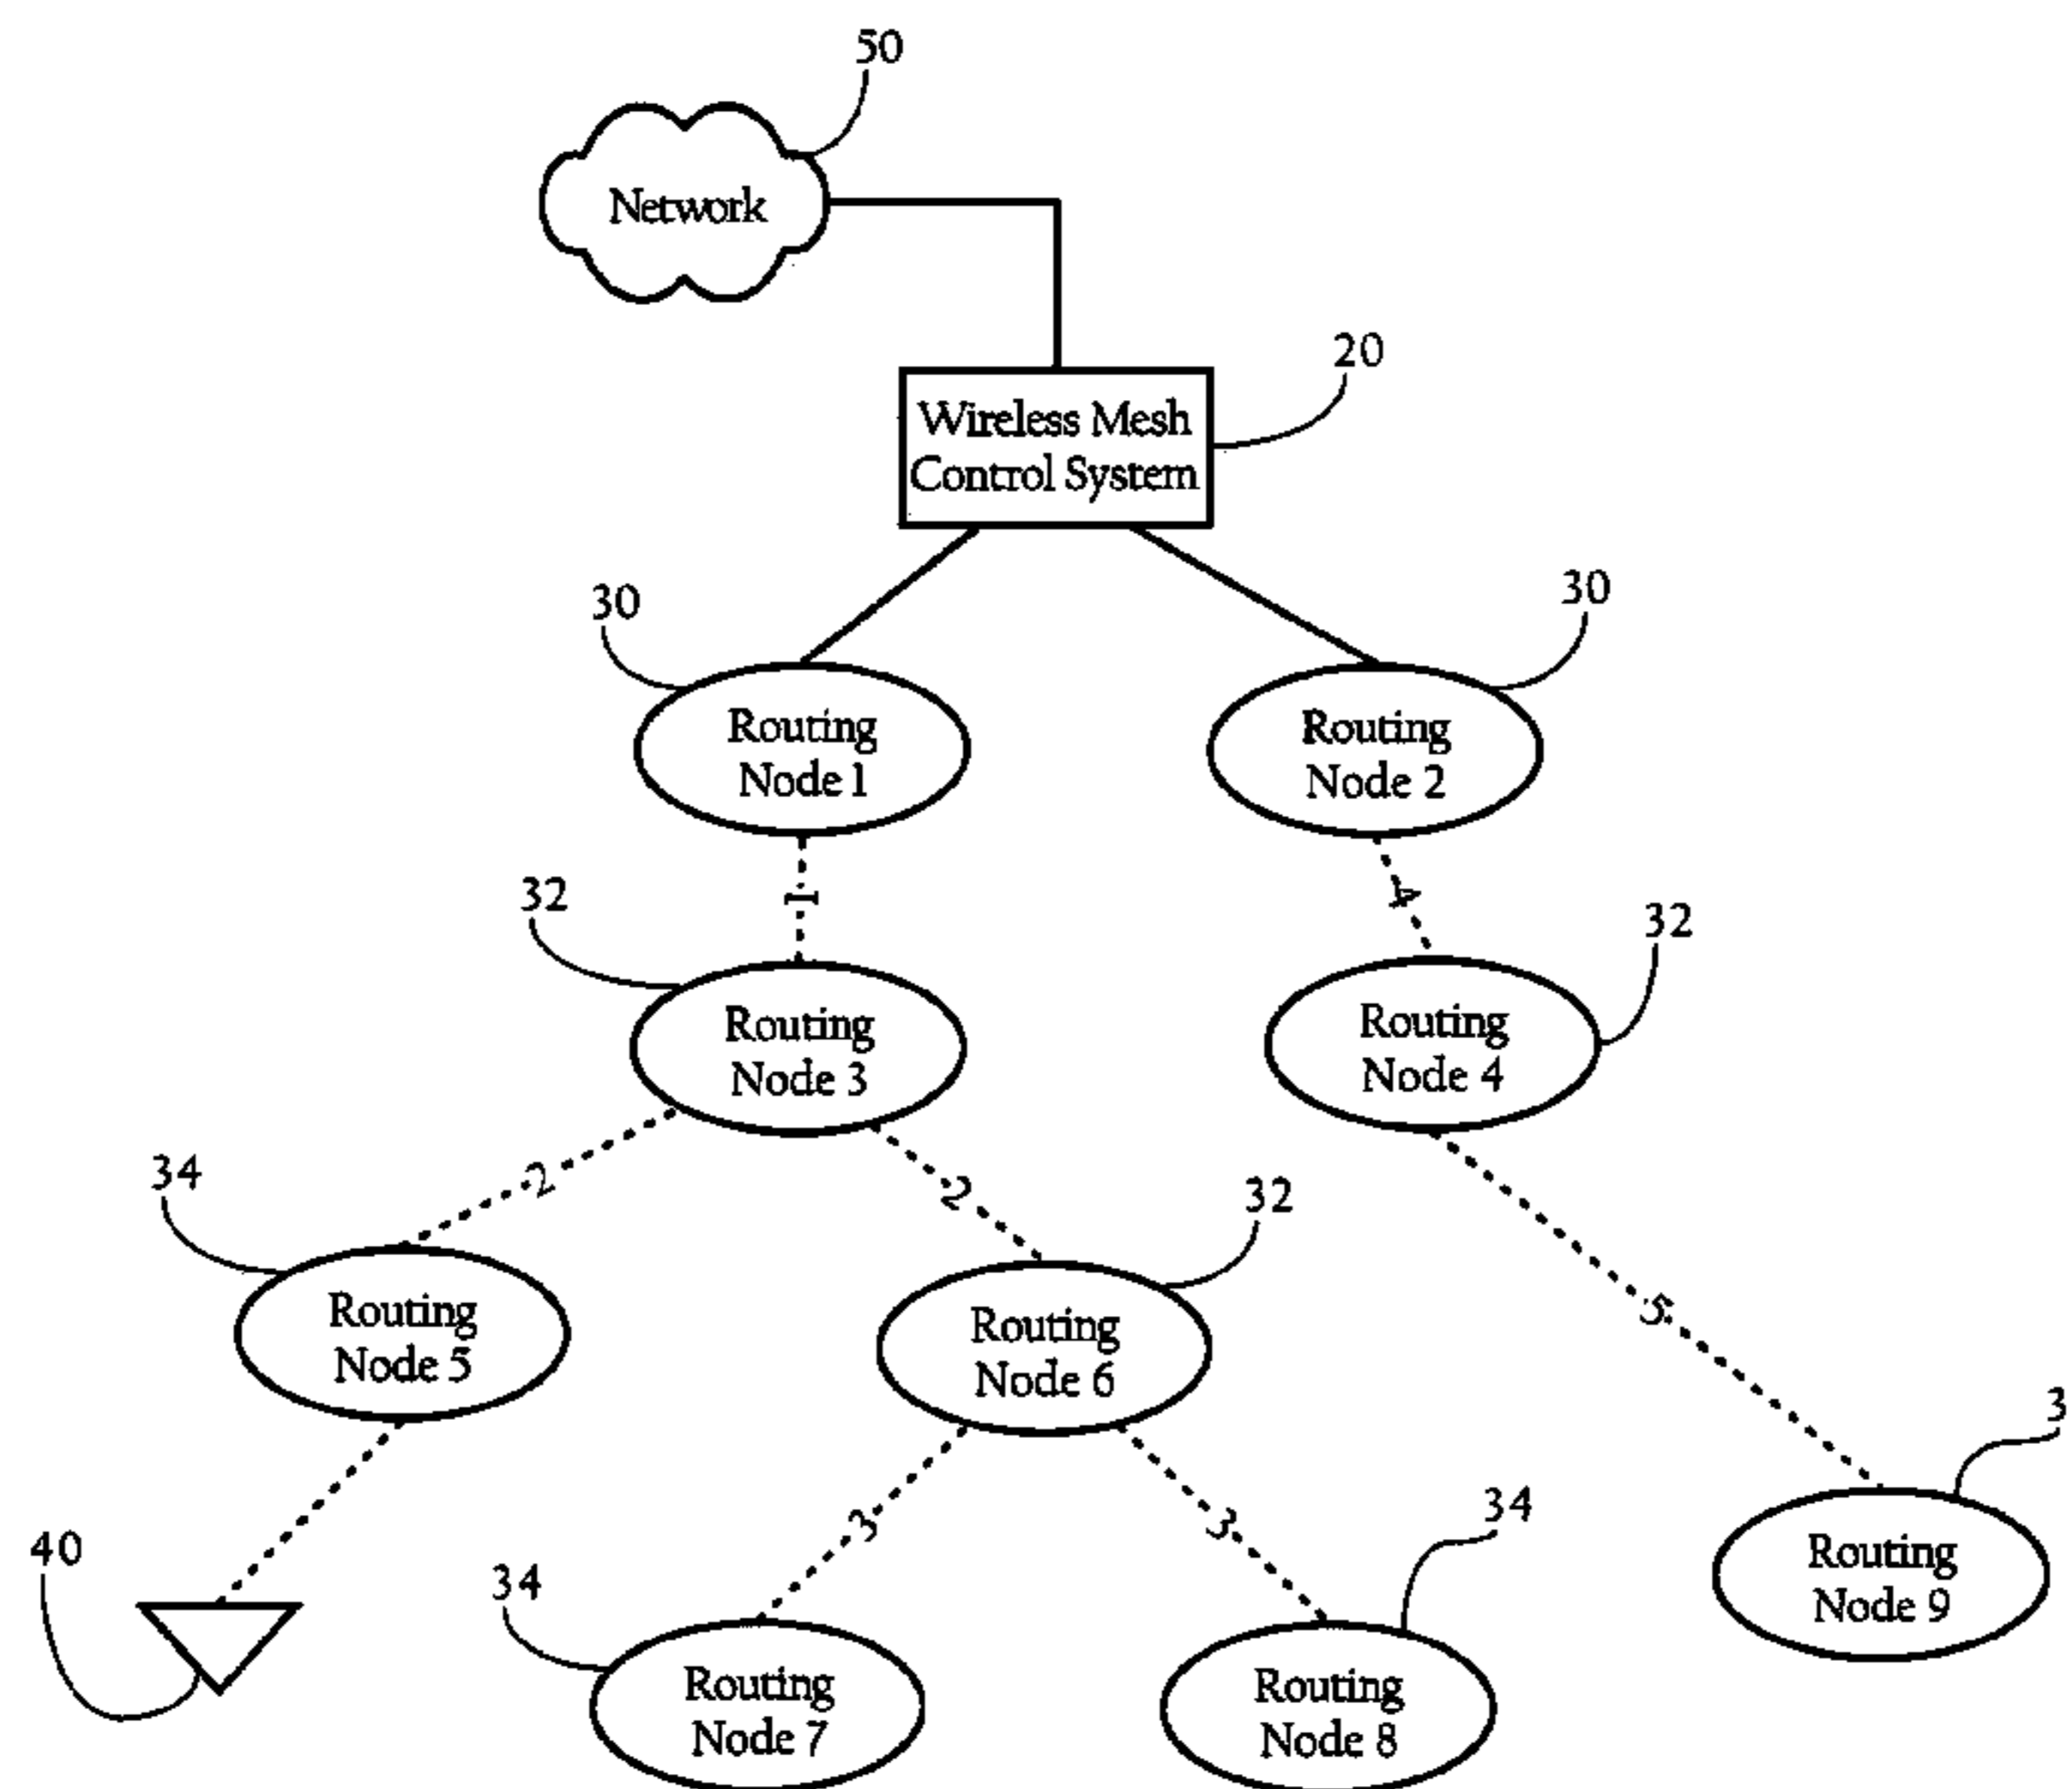 50
Network
20
Wireless Mesh
Control System
30
30
Routing
Node 1
Routing
Node 2
1
4
32
32
Routing
Node 3
Routing
Node 4
2
2
34
32
Routing
Node 5
Routing
Node 6
5
3
3
3
40
34
34
Routing
Node 7
Routing
Node 8
Routing
Node 9